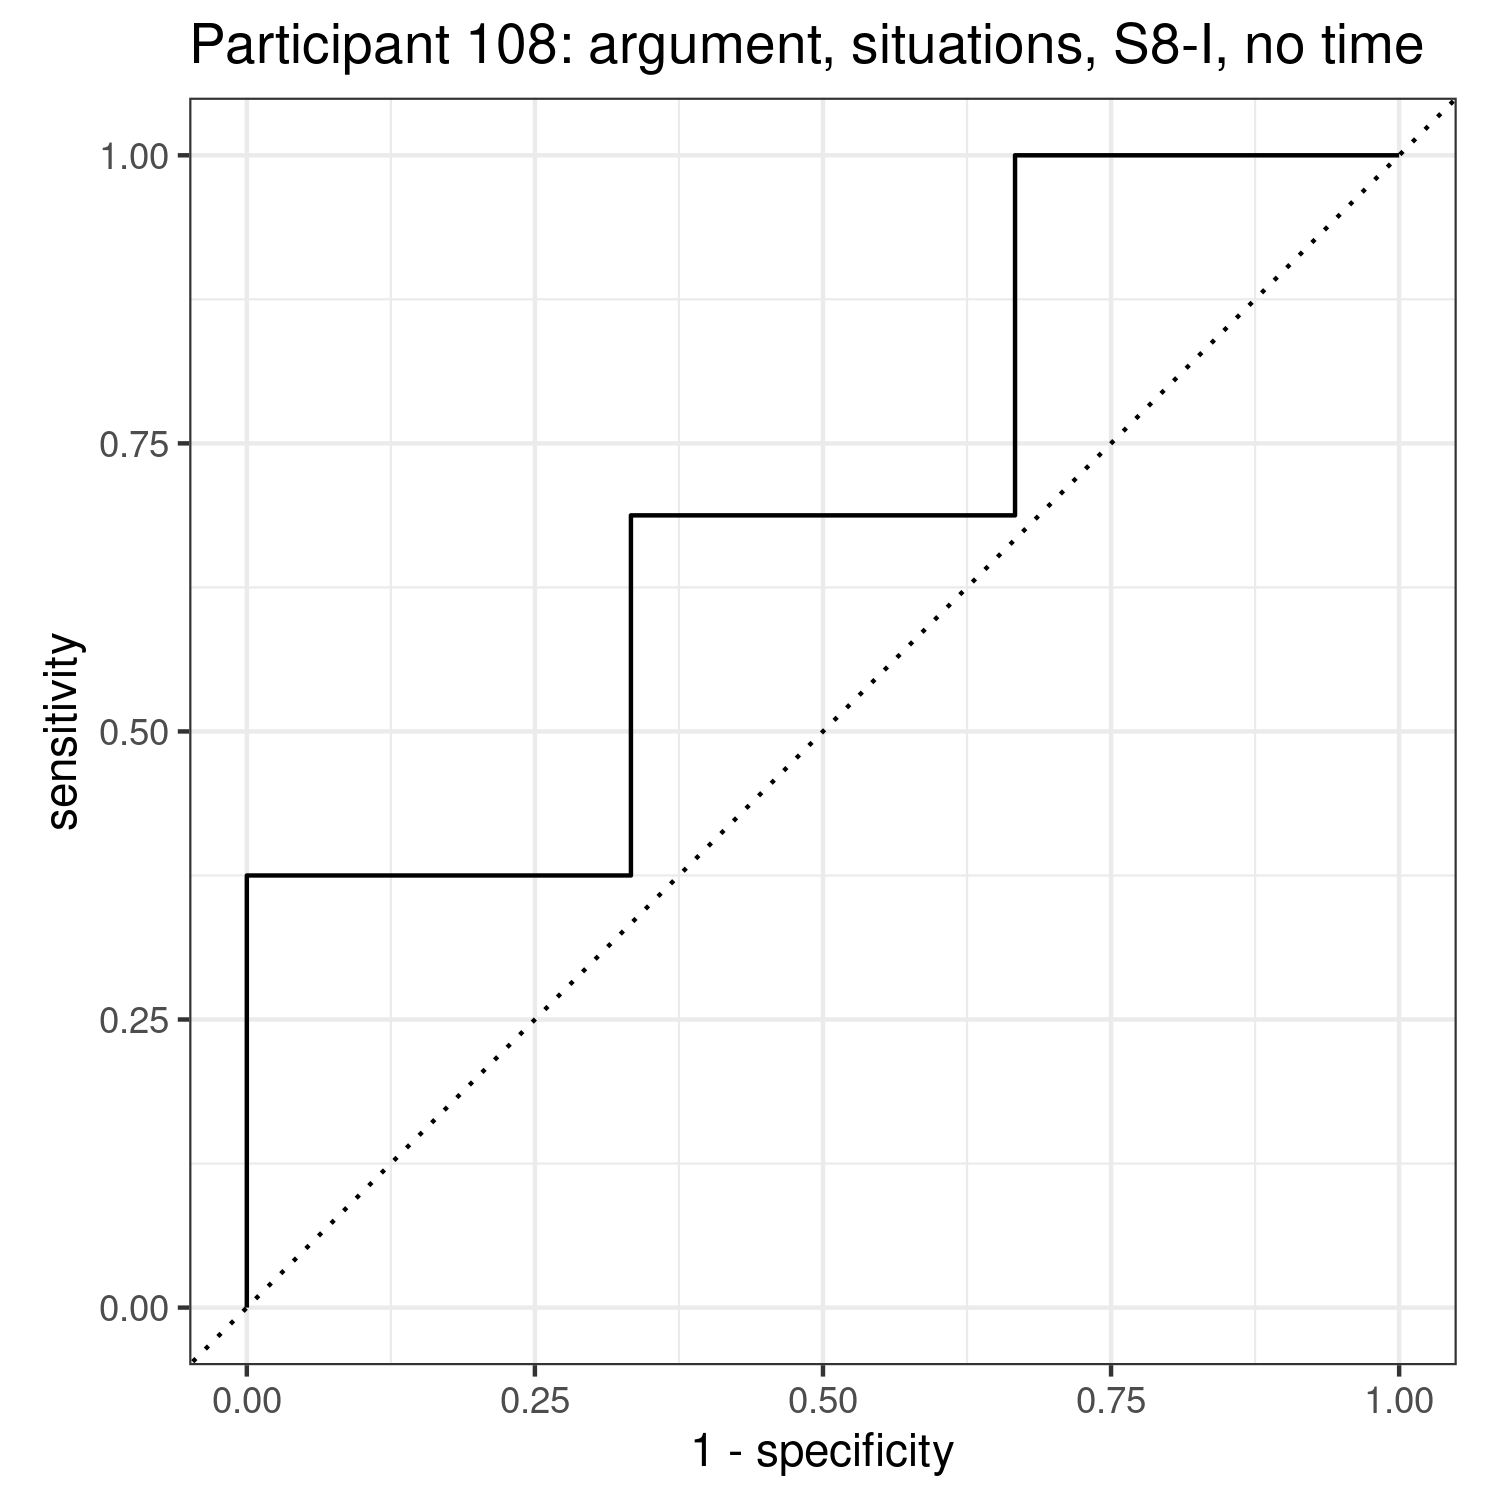 Participant 108: argument, situations, S8-I, no time
sensitivity
1.00
0.75
0.50
0.25
0.00
0.00 0.25 0.50 0.75 1.00
1 - specificity